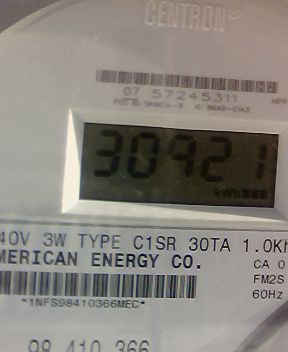 CENTRON®
07 57245311
30921
kWh
40V 3W TYPE C1SR 30TA 1.0Kh
MERICAN ENERGY CO.
CA 0
FM2S
60Hz
*1NFS98410366MEC*
98 410 366